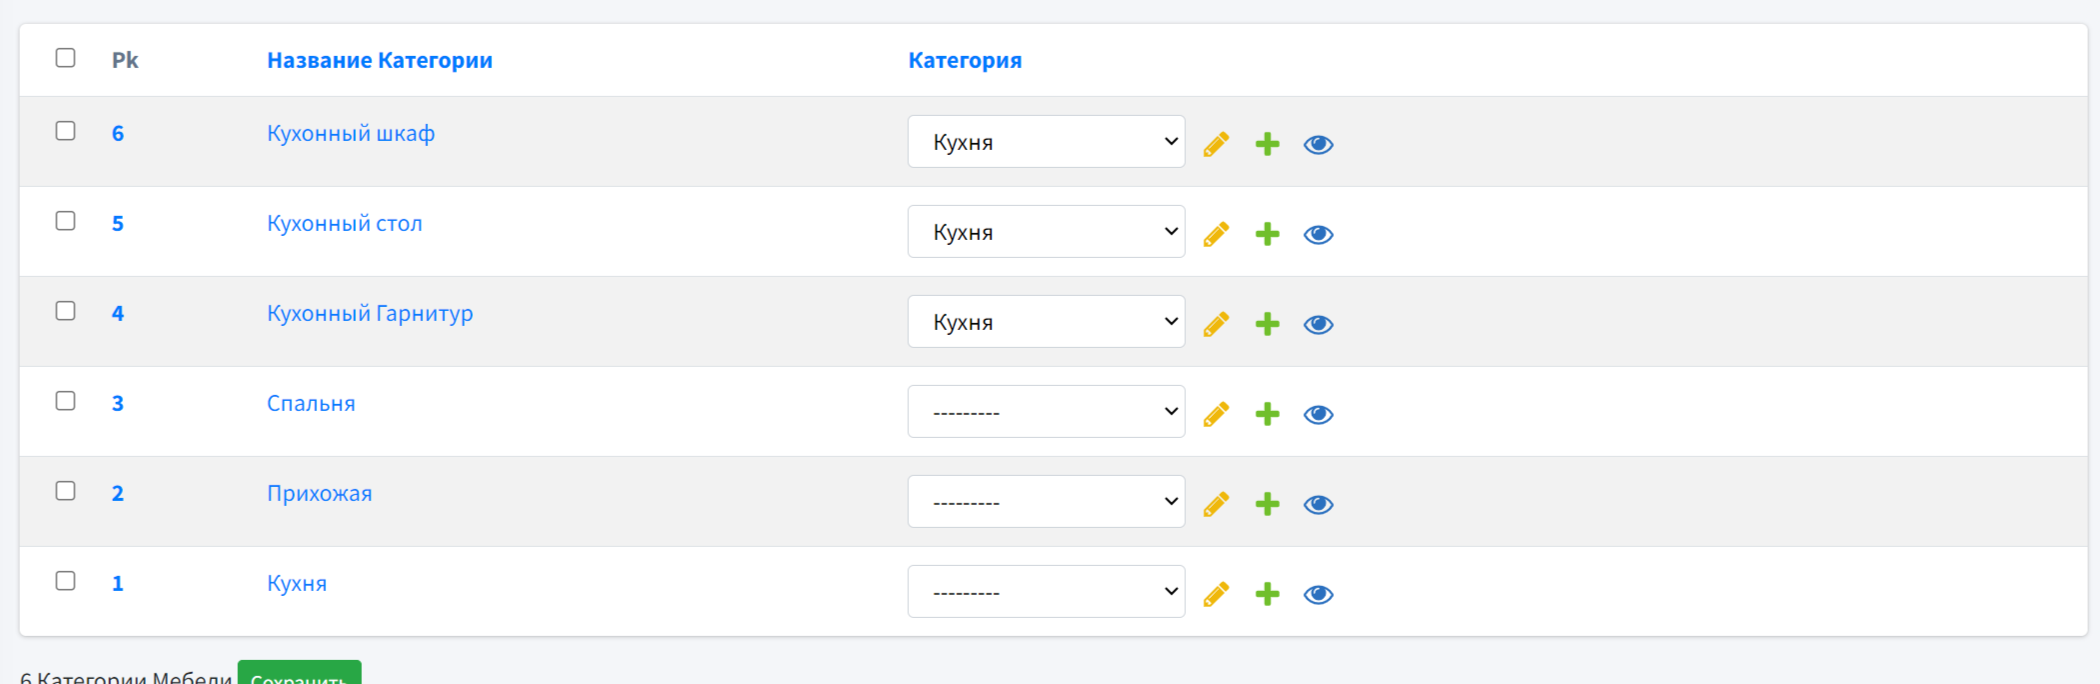 Pk Название Категории Категория
6 Кухонный шкаф Кухня
5 Кухонный стол Кухня
4 Кухонный Гарнитур Кухня
3 Спальня ---------
2 Прихожая ---------
1 Кухня ---------
6 Категории Мебели Сохранить